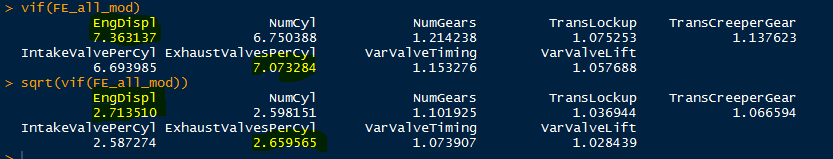 > vif(FE_all_mod)
EngDispl NumCyl NumGears TransLockup TransCreeperGear
7.363137 6.750388 1.214238 1.075253 1.137623
IntakeValvePerCyl ExhaustValvesPerCyl VarValveTiming VarValveLift
6.693985 7.073284 1.153276 1.057688
> sqrt(vif(FE_all_mod))
EngDispl NumCyl NumGears TransLockup TransCreeperGear
2.713510 2.598151 1.101925 1.036944 1.066594
IntakeValvePerCyl ExhaustValvesPerCyl VarValveTiming VarValveLift
2.587274 2.659565 1.073907 1.028439
>